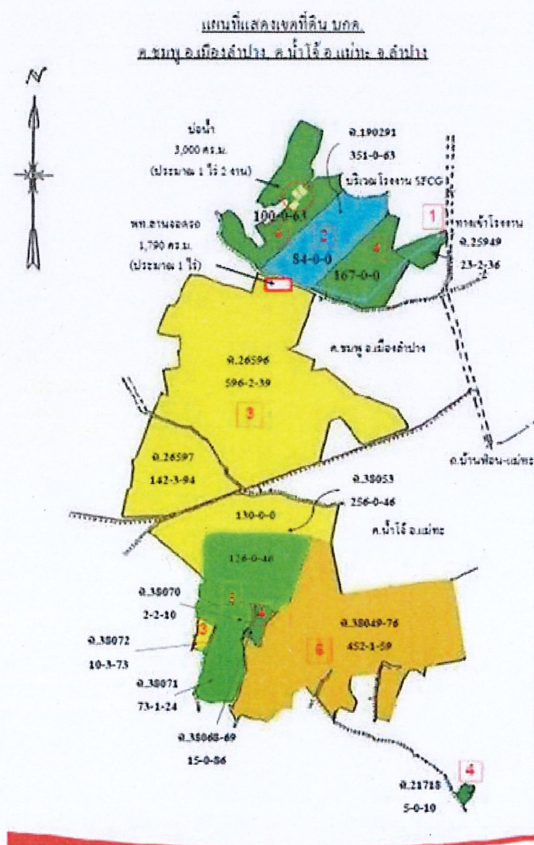 แผนที่แสดงเขตที่ดิน บกด.
ต.ชมพู อ.เมืองลำปาง, ต.น้ำโจ้ อ.แม่ทะ จ.ลำปาง
N
บ่อน้ำ
3,000 ตร.ม.
(ประมาณ 1 ไร่ 2 งาน)
ฉ.190291
351-0-63
บริเวณโรงงาน SFCG
พท.ลานจอดรถ
1,790 ตร.ม.
(ประมาณ 1 ไร่)
100-0-63
4
2
84-0-0
4
167-0-0
1
ทางเข้าโรงงาน
ฉ.25949
23-2-36
ต.ชมพู อ.เมืองลำปาง
ฉ.26596
596-2-39
3
ฉ.26597
142-3-94
ถ.บ้านฟ่อน-แม่ทะ
ฉ.38053
256-0-46
130-0-0
ต.น้ำโจ้ อ.แม่ทะ
126-0-46
ฉ.38070
2-2-10
5
4
3
ฉ.38072
10-3-73
ฉ.38049-76
452-1-59
6
ฉ.38071
73-1-24
ฉ.38068-69
15-0-86
4
ฉ.21718
5-0-10